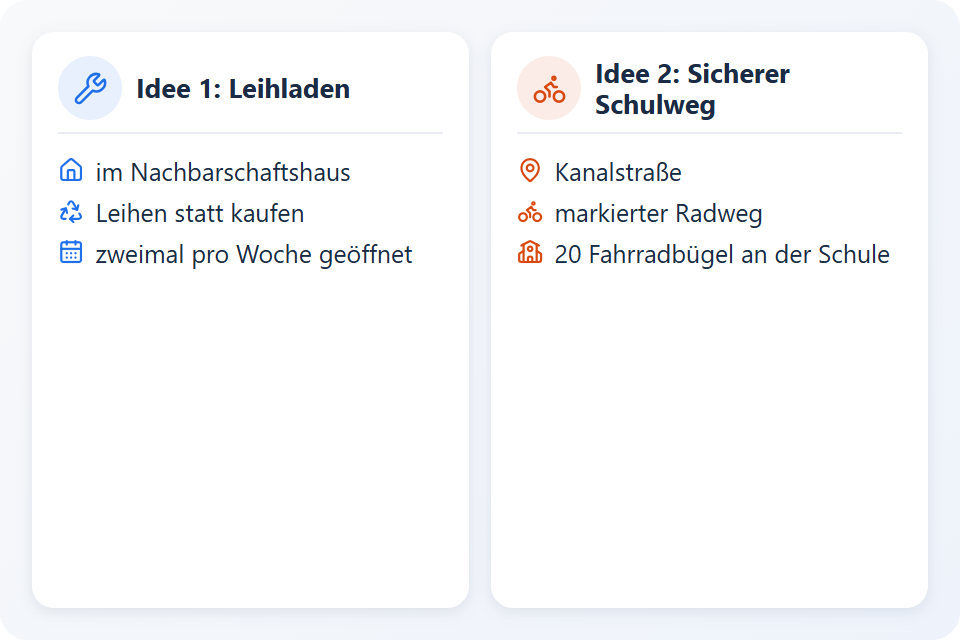 Idee 1: Leihladen
im Nachbarschaftshaus
Leihen statt kaufen
zweimal pro Woche geöffnet
Idee 2: Sicherer
Schulweg
Kanalstraße
markierter Radweg
20 Fahrradbügel an der Schule